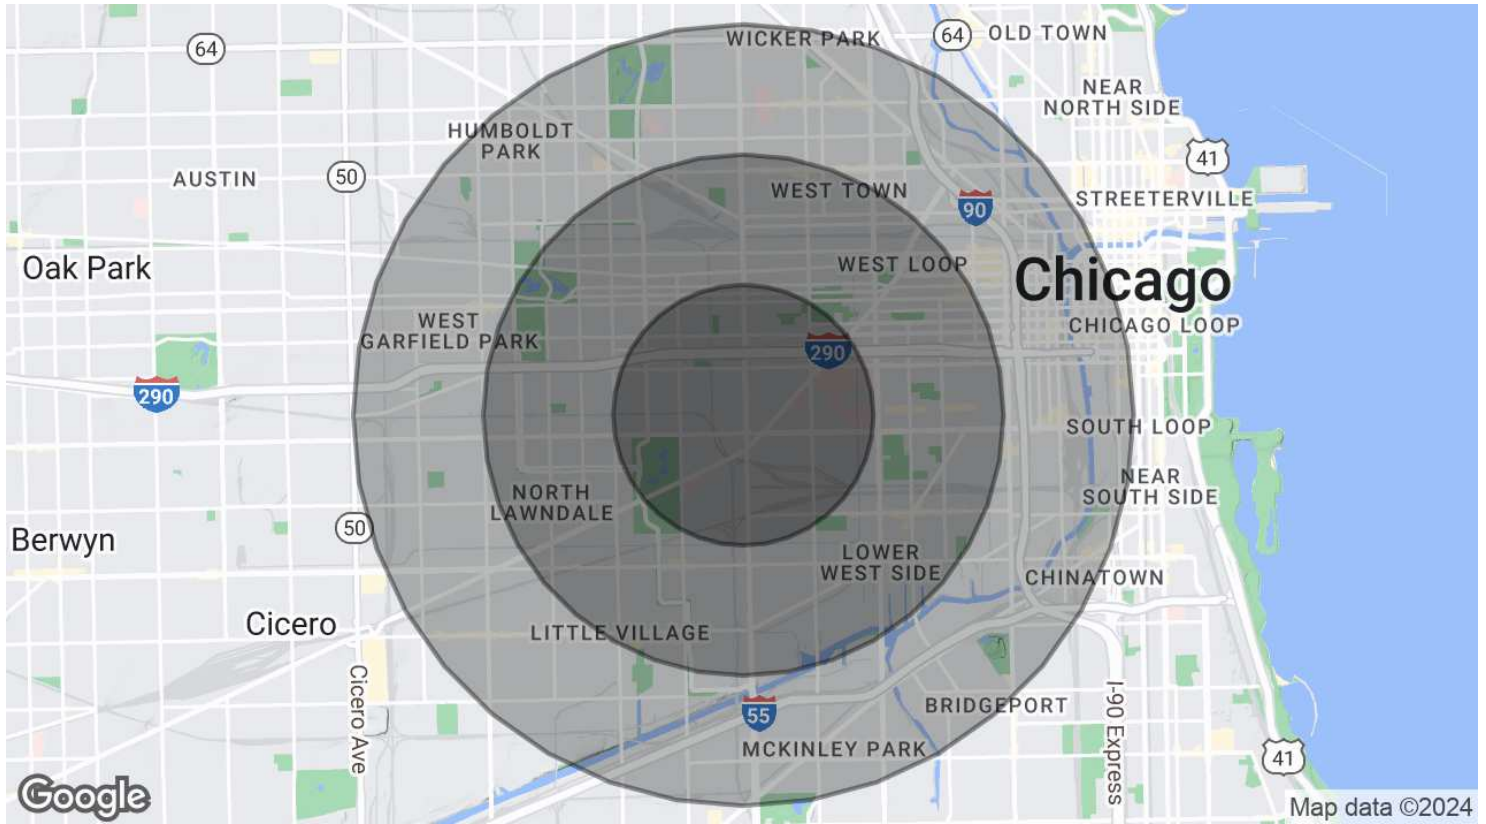 WICKER PARK
64
OLD TOWN
64
NEAR
NORTH SIDE
HUMBOLDT
PARK
41
AUSTIN
50
WEST TOWN
STREETERVILLE
90
Oak Park
WEST LOOP
Chicago
WEST
GARFIELD PARK
CHICAGO LOOP
290
290
SOUTH LOOP
NEAR
SOUTH SIDE
NORTH
LAWNDALE
50
Berwyn
LOWER
WEST SIDE
CHINATOWN
Cicero
LITTLE VILLAGE
Cicero Ave
I-90 Express
BRIDGEPORT
55
MCKINLEY PARK
41
Google
Map data ©2024